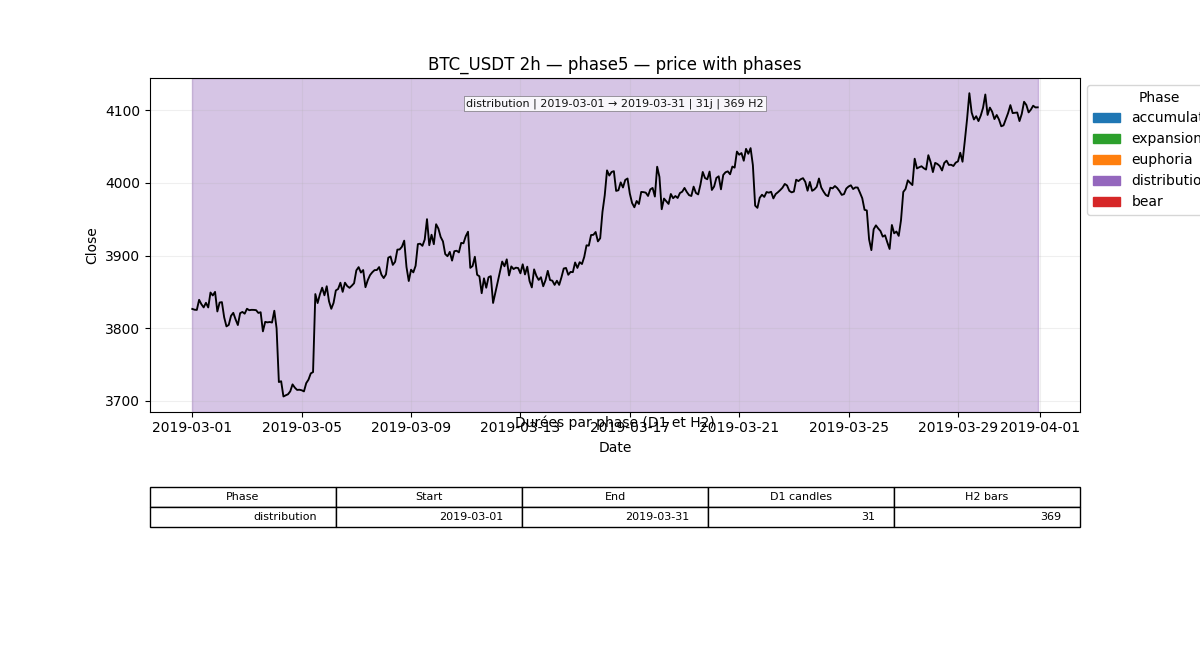 BTC_USDT 2h — phase5 — price with phases
distribution | 2019-03-01 → 2019-03-31 | 31j | 369 H2
Phase
accumulat
expansion
euphoria
distributio
bear
Close
4100
4000
3900
3800
3700
Durées par phase (D1 et H2)
2019-03-01 2019-03-05 2019-03-09 2019-03-13 2019-03-17 2019-03-21 2019-03-25 2019-03-29 2019-04-01
Date
Phase Start End D1 candles H2 bars
distribution 2019-03-01 2019-03-31 31 369